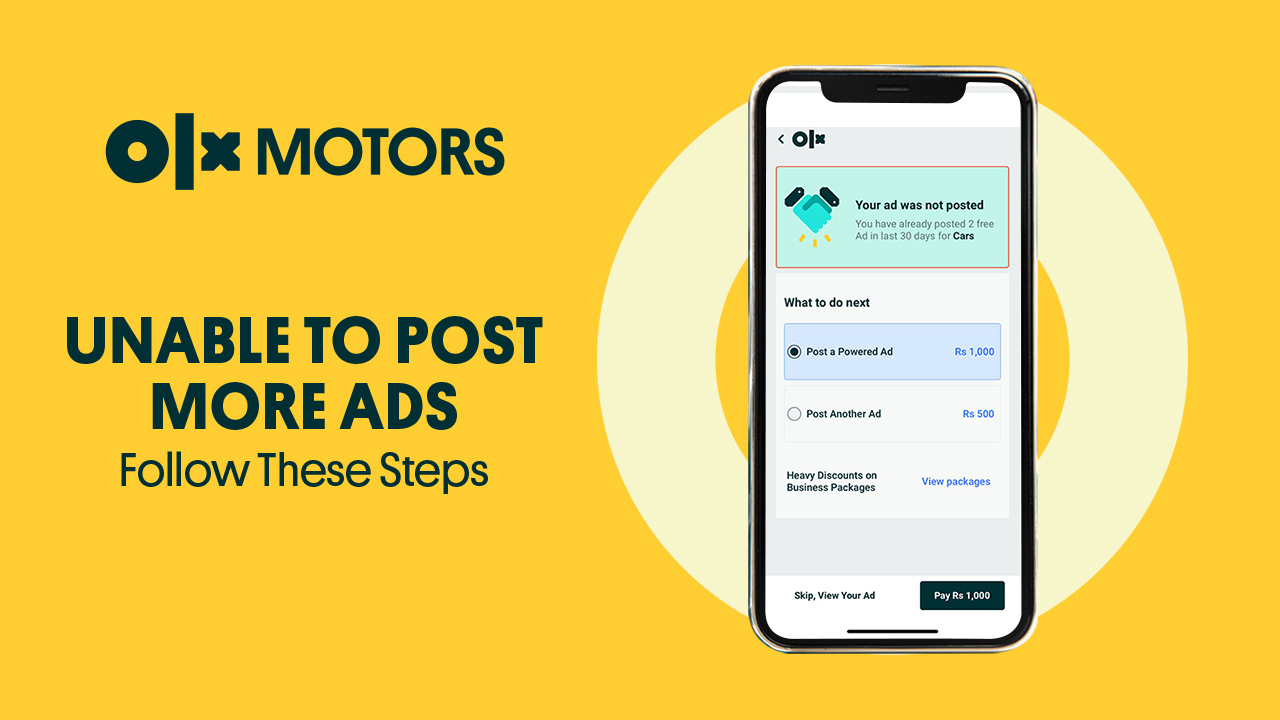 OLX MOTORS
UNABLE TO POST
MORE ADS
Follow These Steps
OLX
Your ad was not posted
You have already posted 2 free
Ad in last 30 days for Cars
What to do next
Post a Powered Ad Rs 1,000
Post Another Ad Rs 500
Heavy Discounts on
Business Packages
View packages
Skip, View Your Ad Pay Rs 1,000